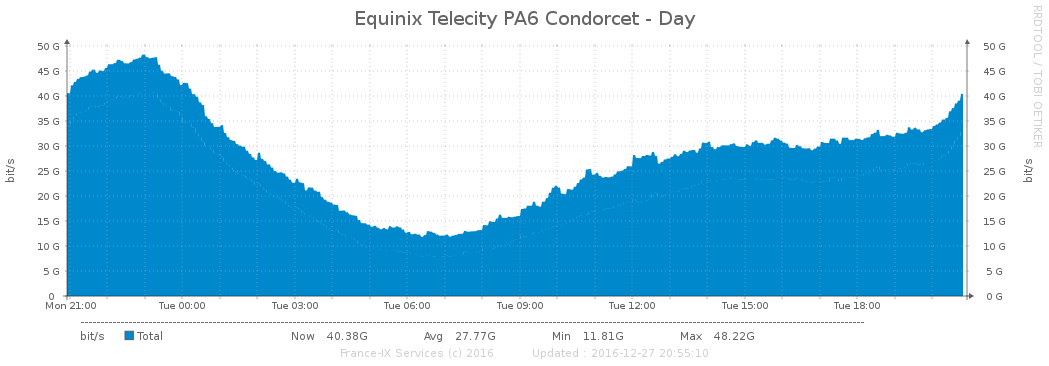 Equinix Telecity PA6 Condorcet - Day
RRDTOOL / TOBI OETIKER
bit/s
50 G
45 G
40 G
35 G
30 G
25 G
20 G
15 G
10 G
5 G
0
50 G
45 G
40 G
35 G
30 G
25 G
20 G
15 G
10 G
5 G
0 G
bit/s
Mon 21:00 Tue 00:00 Tue 03:00 Tue 06:00 Tue 09:00 Tue 12:00 Tue 15:00 Tue 18:00
bit/s Total Now 40.38G Avg 27.77G Min 11.81G Max 48.22G
France-IX Services (c) 2016 Updated : 2016-12-27 20:55:10